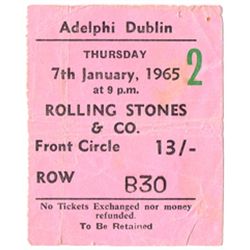 Adelphi Dublin
THURSDAY
7th January, 1965 2
at 9 p.m.
ROLLING STONES
& CO.
Front Circle 13/-
ROW B30
No Tickets Exchanged nor money
refunded.
To Be Retained